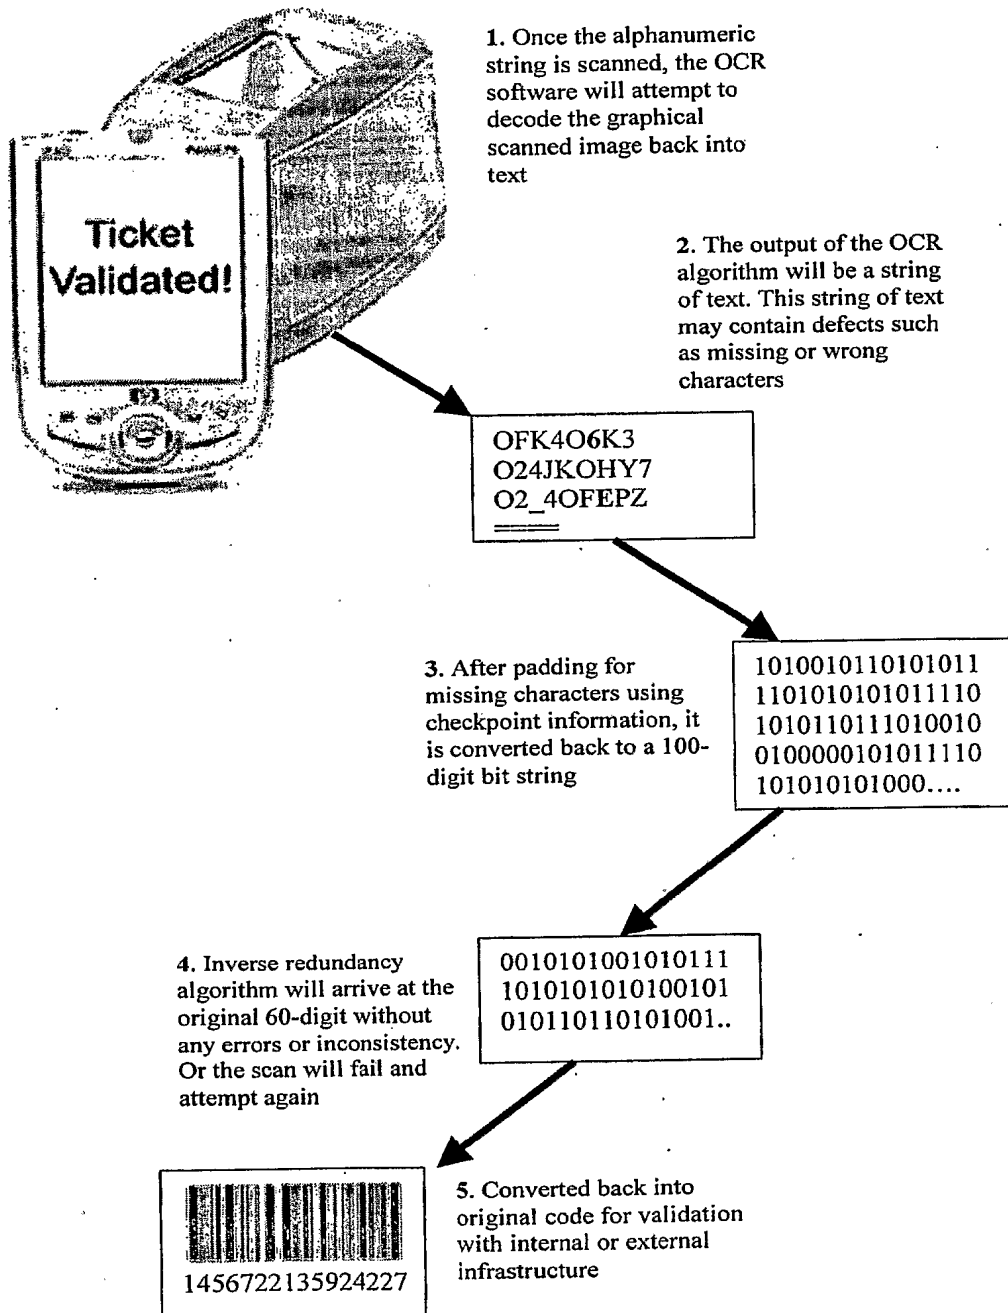 1. Once the alphanumeric
string is scanned, the OCR
software will attempt to
decode the graphical
scanned image back into
text
Ticket
Validated!
2. The output of the OCR
algorithm will be a string
of text. This string of text
may contain defects such
as missing or wrong
characters
OFK4O6K3
O24JKOHY7
O2_4OFEPZ
====
3. After padding for
missing characters using
checkpoint information, it
is converted back to a 100-
digit bit string
1010010110101011
1101010101011110
1010110111010010
0100000101011110
101010101000....
4. Inverse redundancy
algorithm will arrive at the
original 60-digit without
any errors or inconsistency.
Or the scan will fail and
attempt again
0010101001010111
1010101010100101
010110110101001..
1456722135924227
5. Converted back into
original code for validation
with internal or external
infrastructure